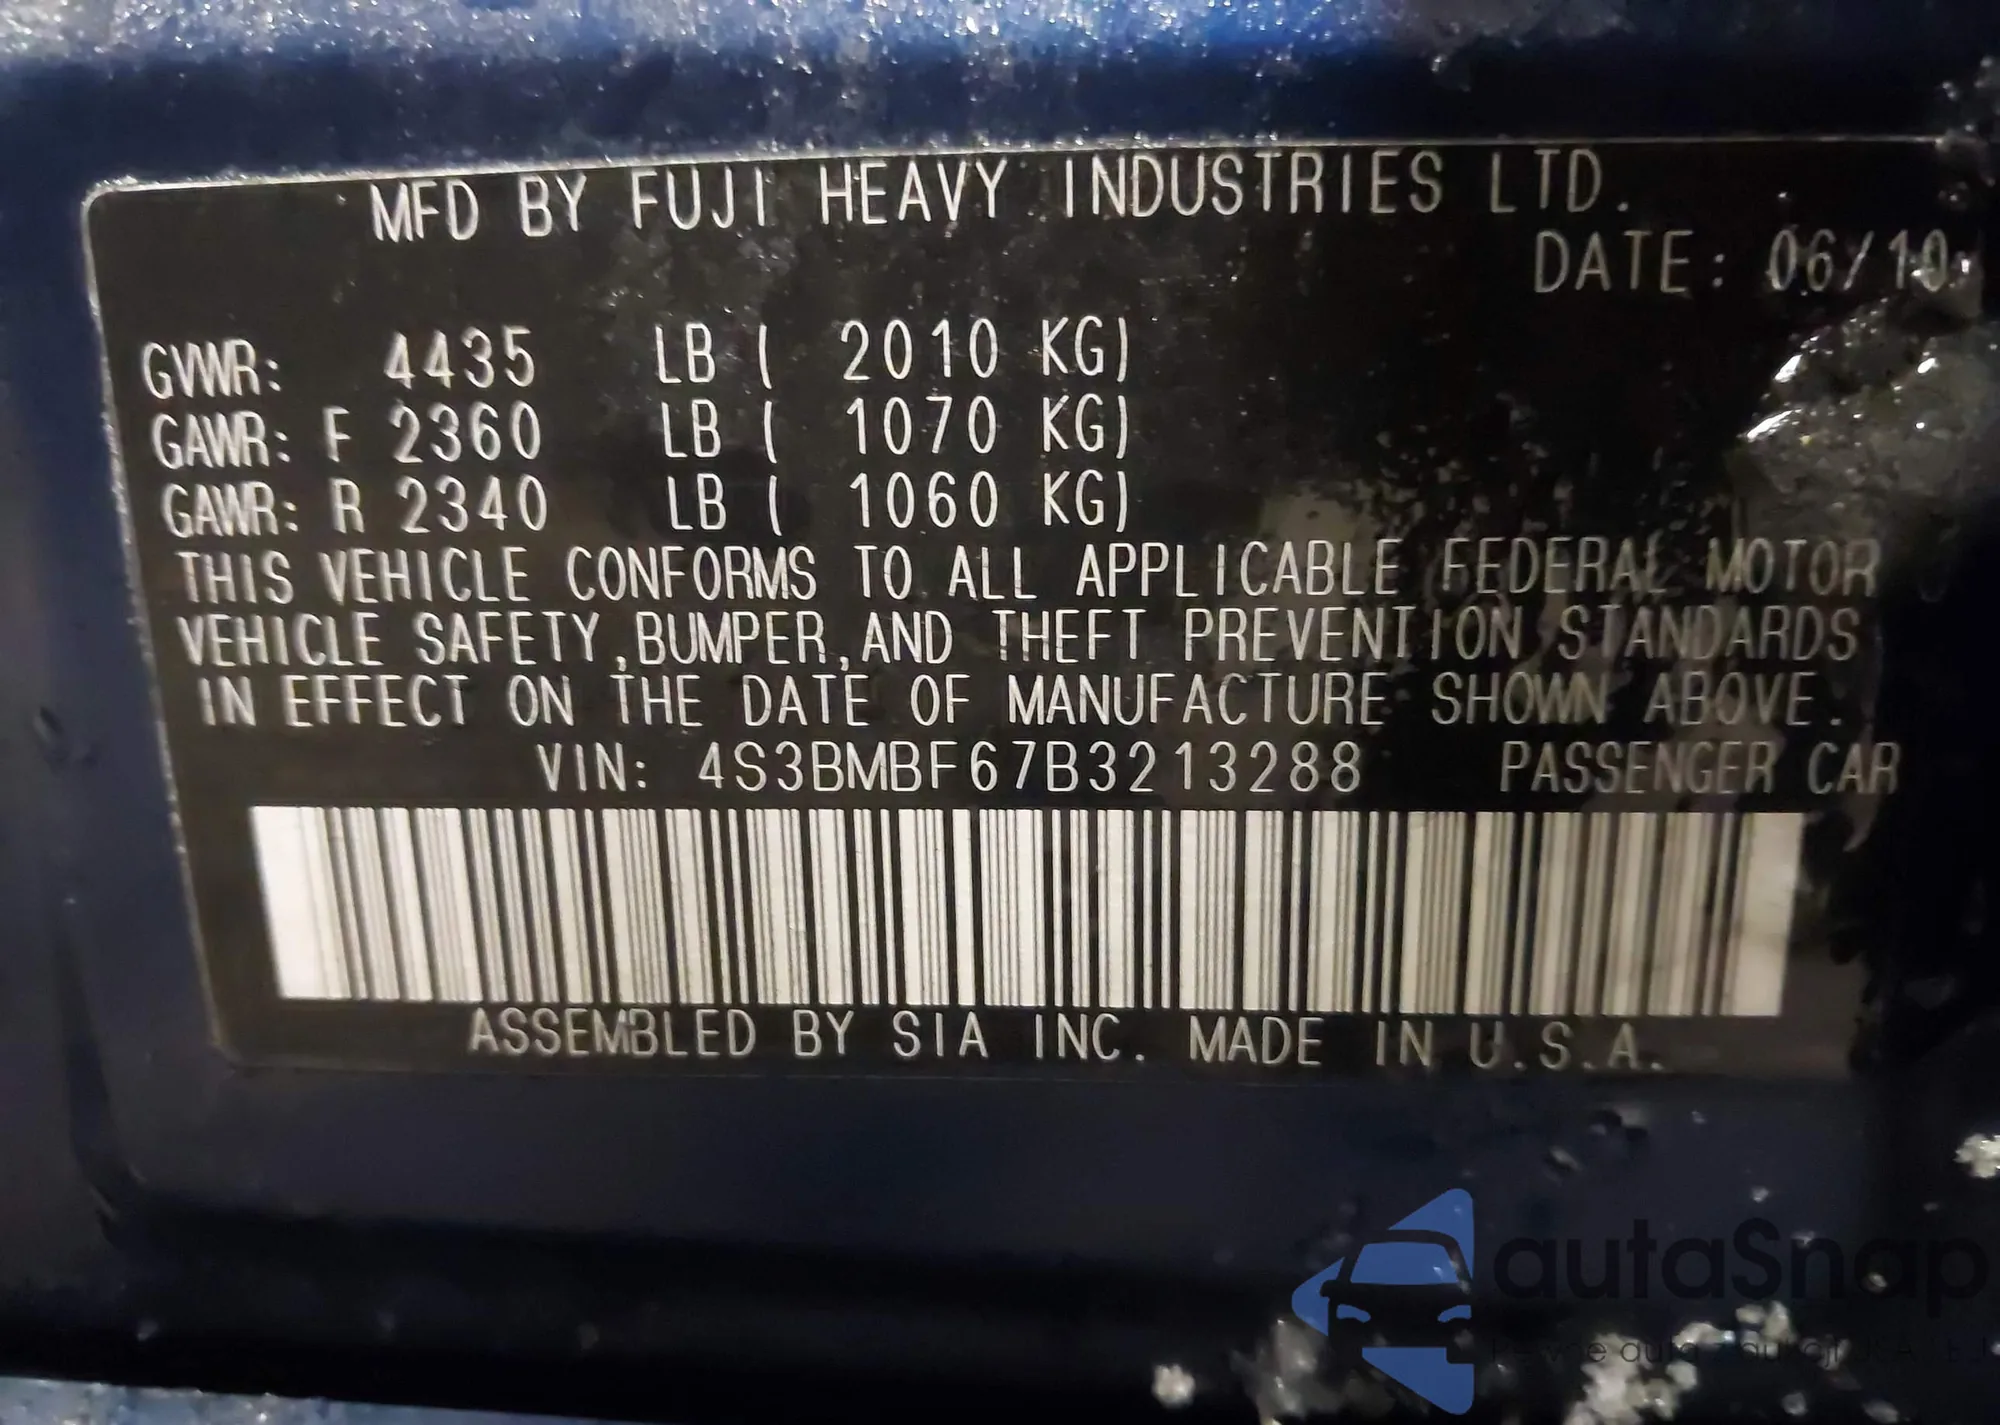 MFD BY FUJI HEAVY INDUSTRIES LTD.
DATE: 06/10
GVWR: 4435 LB ( 2010 KG)
GAWR: F 2360 LB ( 1070 KG)
GAWR: R 2340 LB ( 1060 KG)
THIS VEHICLE CONFORMS TO ALL APPLICABLE FEDERAL MOTOR
VEHICLE SAFETY,BUMPER,AND THEFT PREVENTION STANDARDS
IN EFFECT ON THE DATE OF MANUFACTURE SHOWN ABOVE.
VIN: 4S3BMBF67B3213288 PASSENGER CAR
ASSEMBLED BY SIA INC. MADE IN U.S.A.
autaSnap
auta z aukcji